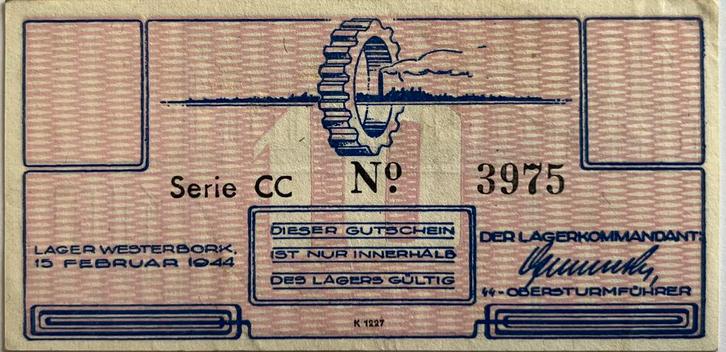 10
Serie CC Nº 3975
LAGER WESTERBORK,
15 FEBRUAR 1944
DIESER GUTSCHEIN
IST NUR INNERHALB
DES LAGERS GÜLTIG
DER LAGERKOMMANDANT:
SS-OBERSTURMFÜHRER
K 1227